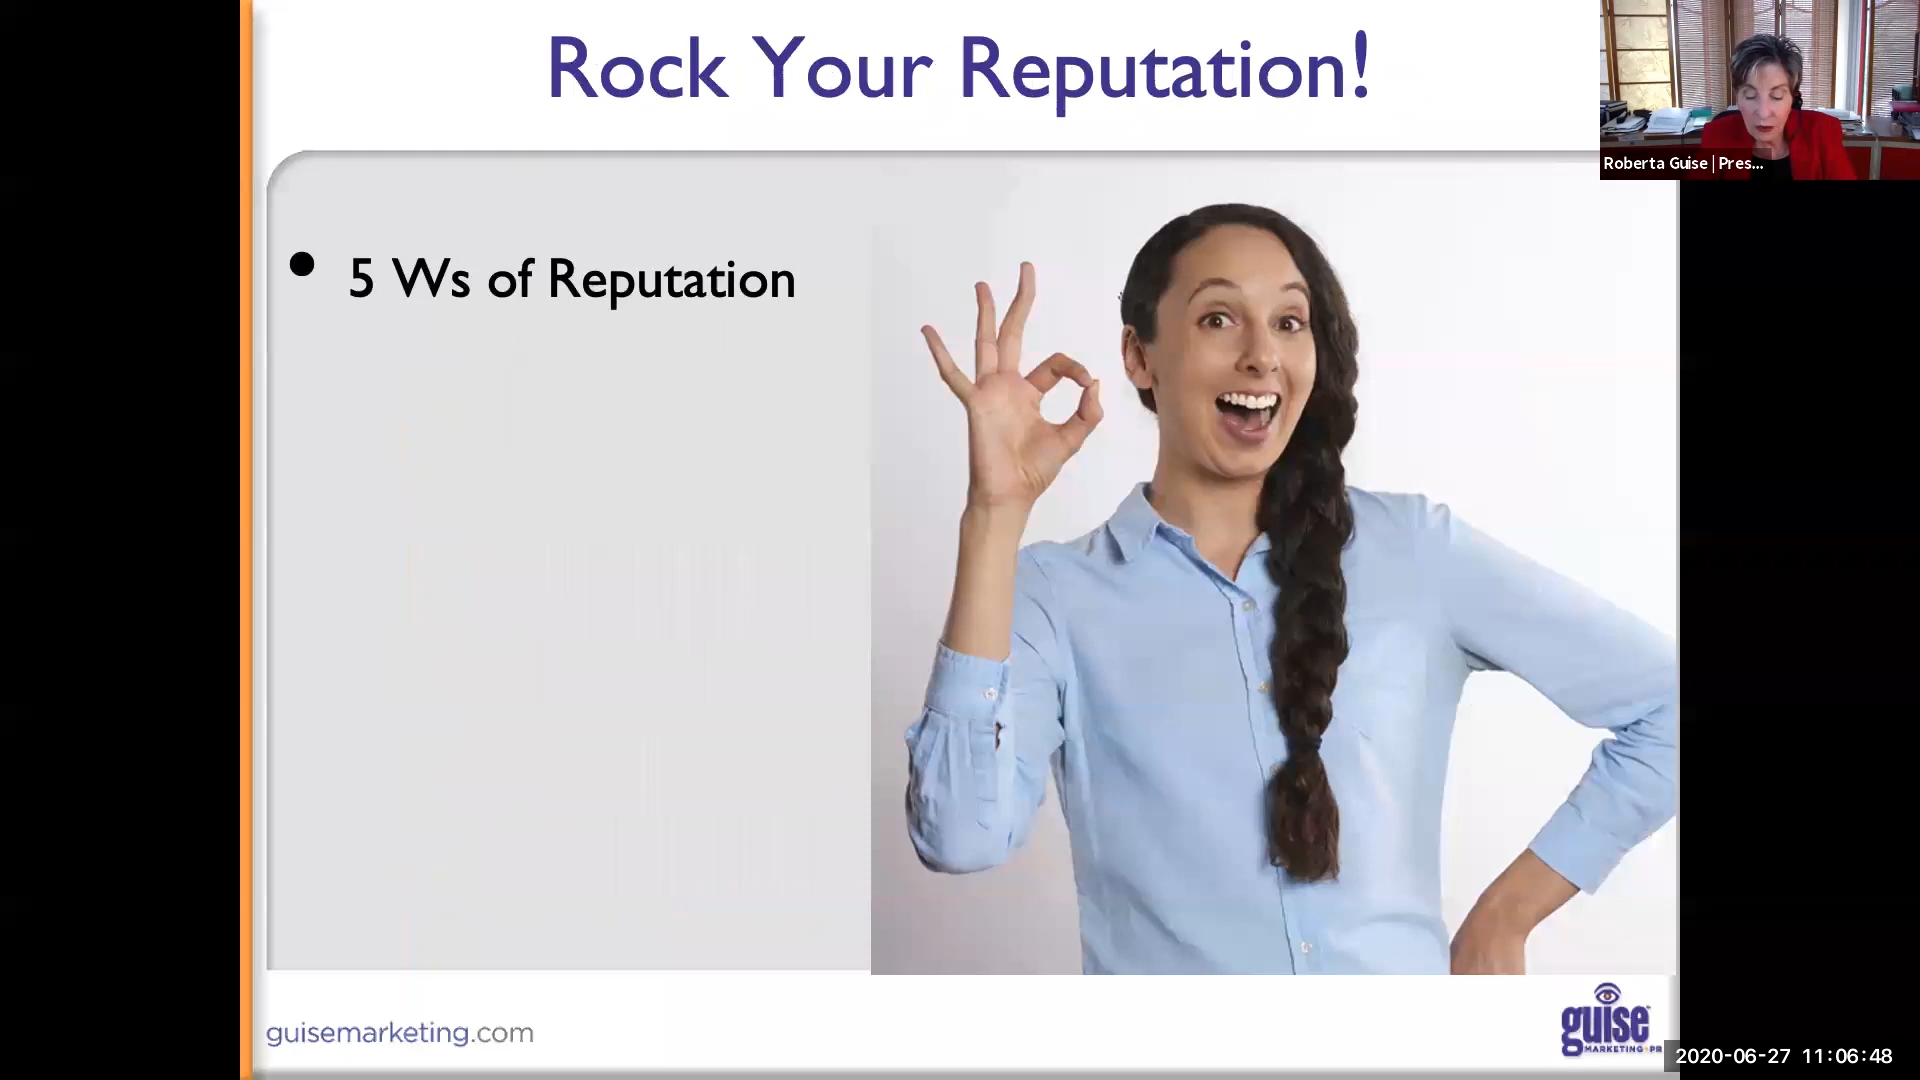 Rock Your Reputation!
Roberta Guise | Pres...
• 5 Ws of Reputation
guisemarketing.com
guise
MARKETING+PR
2020-06-27 11:06:48